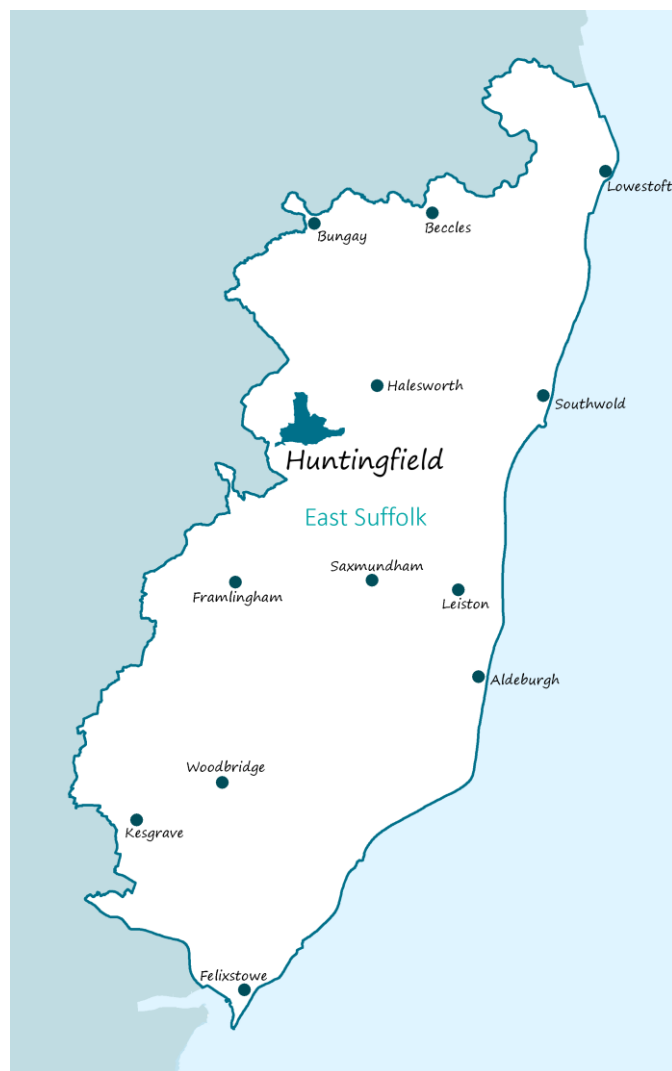 Lowestoft
Beccles
Bungay
Halesworth
Southwold
Huntingfield
East Suffolk
Saxmundham
Framlingham
Leiston
Aldeburgh
Woodbridge
Kesgrave
Felixstowe